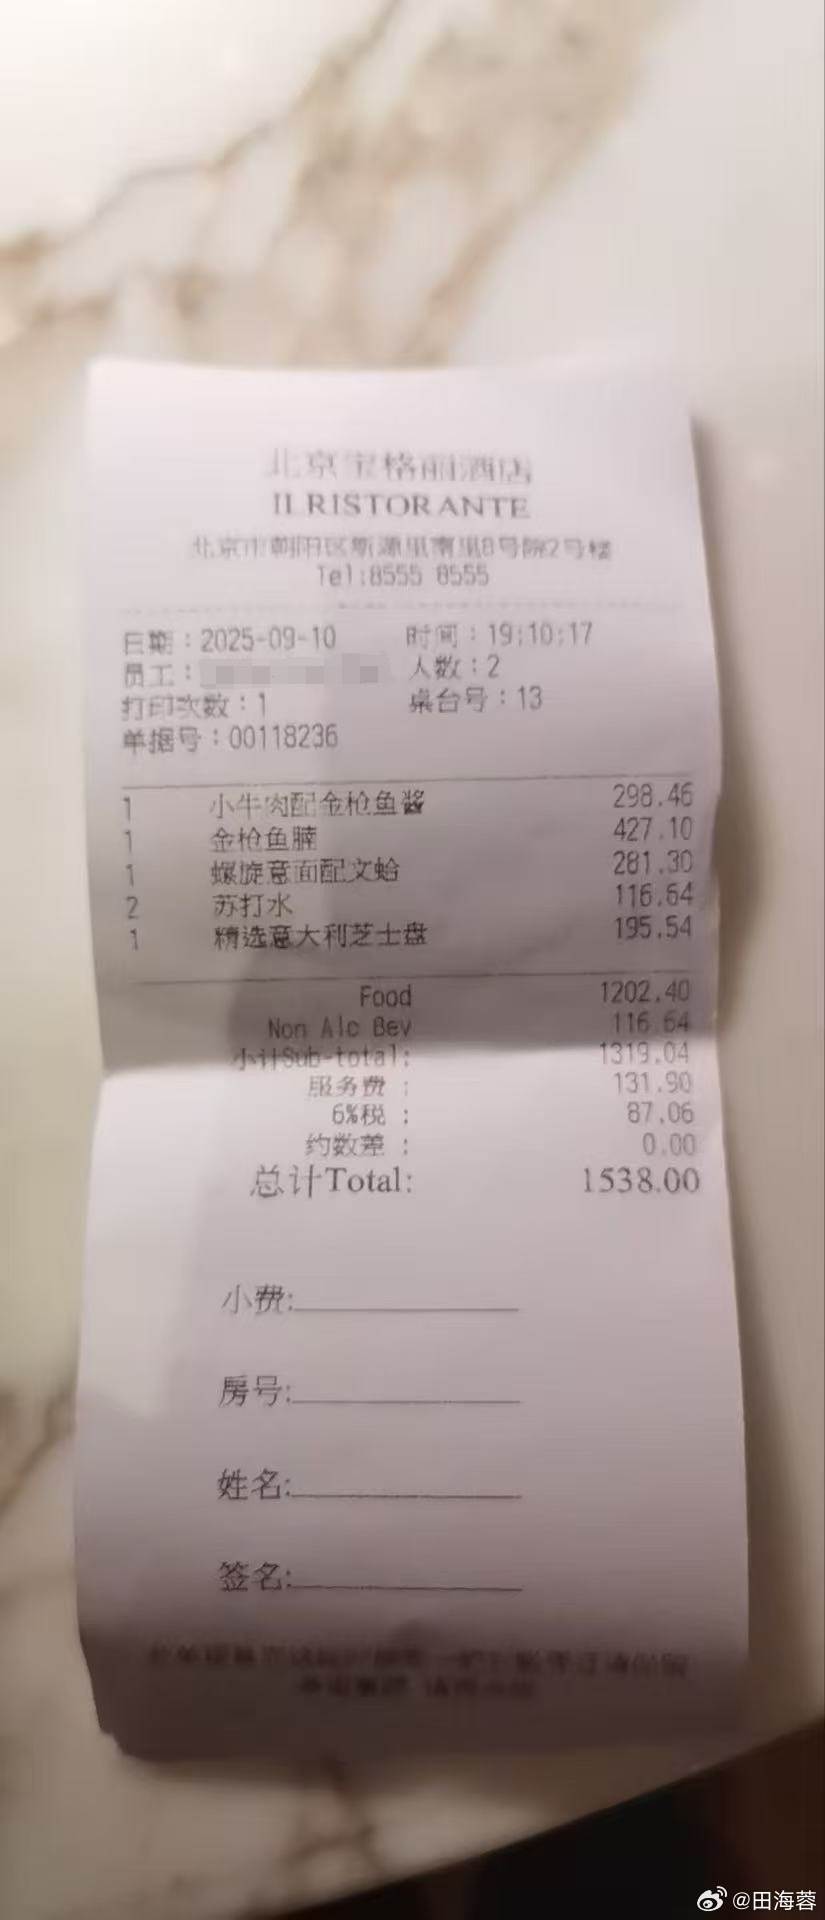 北京宝格丽酒店
IL RISTORANTE
北京市朝阳区新源里南里8号院2号楼
Tel:8555 8555
日期：2025-09-10 时间：19:10:17
员工： 人数：2
打印次数：1 桌台号：13
单据号：00118236
1 小牛肉配金枪鱼酱 298.46
1 金枪鱼腩 427.10
1 螺旋意面配文蛤 281.30
2 苏打水 116.64
1 精选意大利芝士盘 195.54
Food 1202.40
Non Alc Bev 116.64
小计Sub-total: 1319.04
服务费： 131.90
6%税： 87.06
约数差： 0.00
总计Total: 1538.00
小费:
房号:
姓名:
签名:
@田海蓉